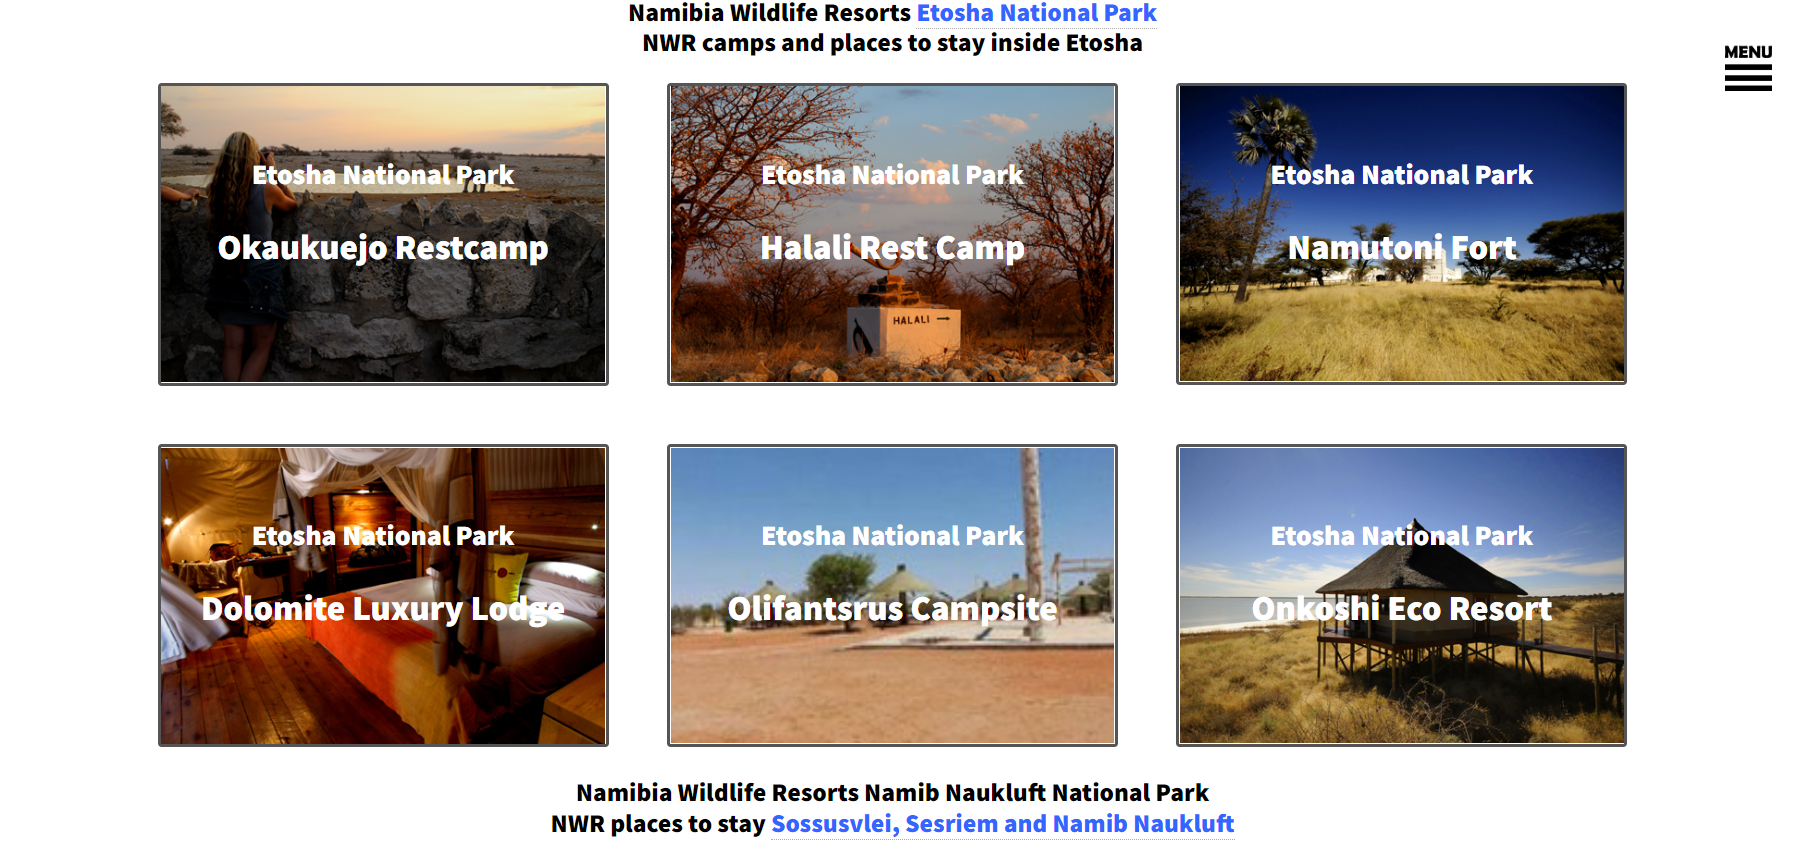 Namibia Wildlife Resorts Etosha National Park
NWR camps and places to stay inside Etosha
MENU
Etosha National Park
Okaukuejo Restcamp
Etosha National Park
Halali Rest Camp
HALALI →
Etosha National Park
Namutoni Fort
Etosha National Park
Dolomite Luxury Lodge
Etosha National Park
Olifantsrus Campsite
Etosha National Park
Onkoshi Eco Resort
Namibia Wildlife Resorts Namib Naukluft National Park
NWR places to stay Sossusvlei, Sesriem and Namib Naukluft